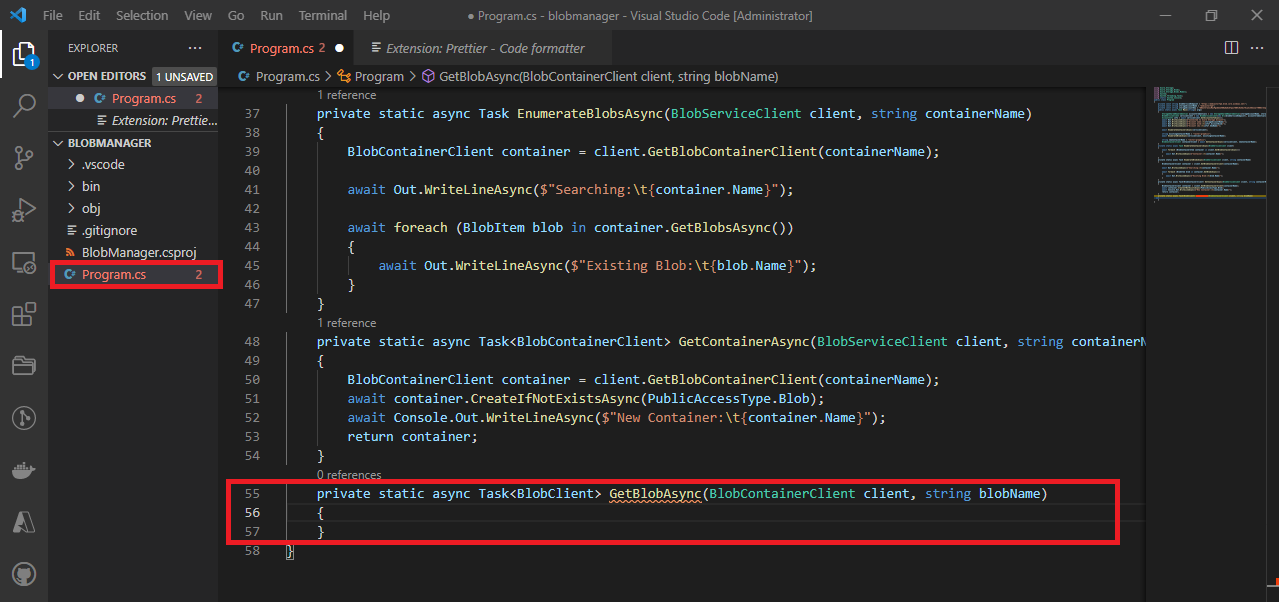 File Edit Selection View Go Run Terminal Help ● Program.cs - blobmanager - Visual Studio Code [Administrator]
EXPLORER ...
OPEN EDITORS 1 UNSAVED
● C# Program.cs 2
Extension: Prettie...
BLOBMANAGER
> .vscode
> bin
> obj
.gitignore
BlobManager.csproj
C# Program.cs 2
1
C# Program.cs 2 ●
Extension: Prettier - Code formatter
C# Program.cs > Program > GetBlobAsync(BlobContainerClient client, string blobName)
1 reference
37 private static async Task EnumerateBlobsAsync(BlobServiceClient client, string containerName)
38 {
39 BlobContainerClient container = client.GetBlobContainerClient(containerName);
40
41 await Out.WriteLineAsync($"Searching:\t{container.Name}");
42
43 await foreach (BlobItem blob in container.GetBlobsAsync())
44 {
45 await Out.WriteLineAsync($"Existing Blob:\t{blob.Name}");
46 }
47 }
1 reference
48 private static async Task<BlobContainerClient> GetContainerAsync(BlobServiceClient client, string containerN
49 {
50 BlobContainerClient container = client.GetBlobContainerClient(containerName);
51 await container.CreateIfNotExistsAsync(PublicAccessType.Blob);
52 await Console.Out.WriteLineAsync($"New Container:\t{container.Name}");
53 return container;
54 }
0 references
55 private static async Task<BlobClient> GetBlobAsync(BlobContainerClient client, string blobName)
56 {
57 }
58 }